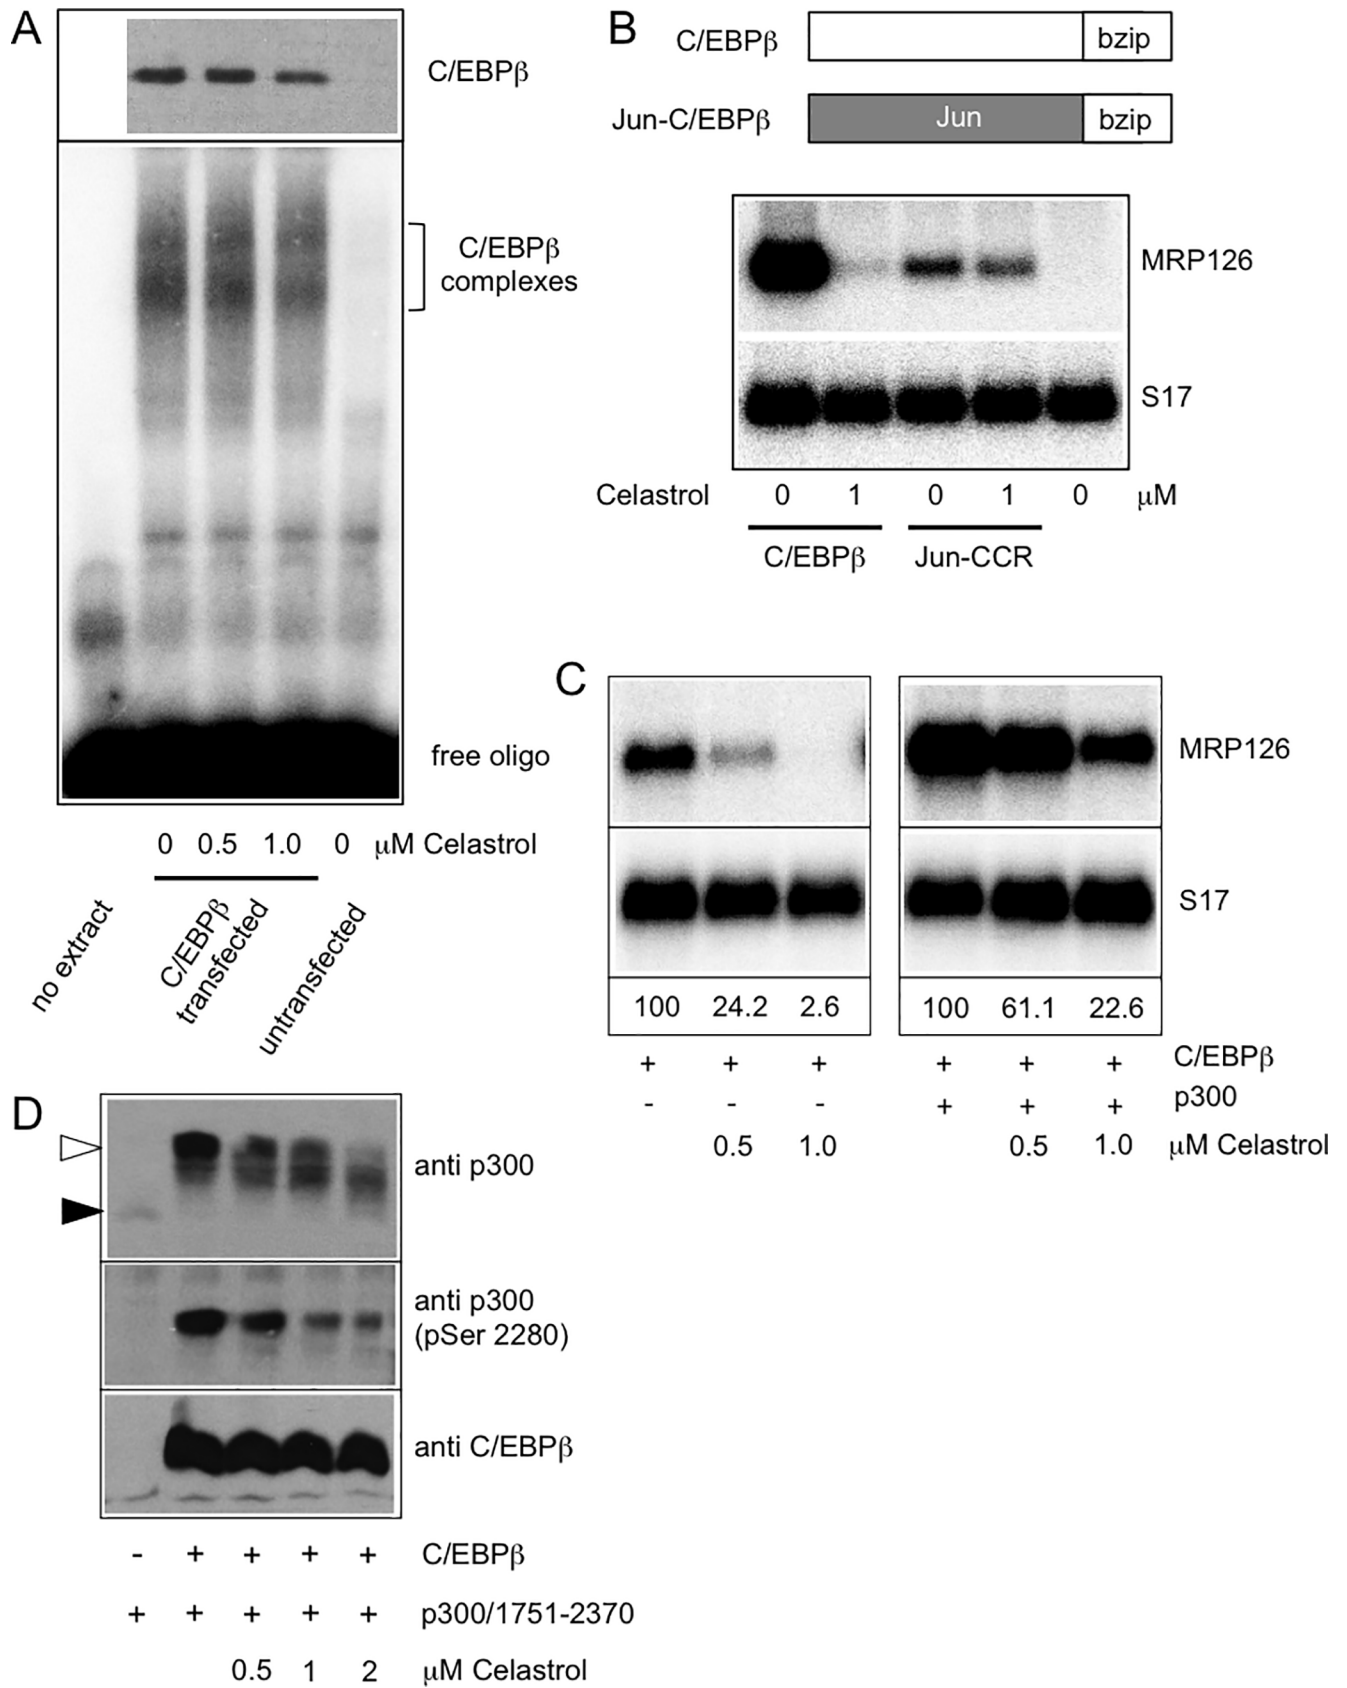 A
C/EBPβ
C/EBPβ
complexes
free oligo
0 0.5 1.0 0 μM Celastrol
no extract
C/EBPβ
transfected
untransfected
B
C/EBPβ
bzip
Jun-C/EBPβ
Jun
bzip
MRP126
S17
Celastrol 0 1 0 1 0 μM
C/EBPβ Jun-CCR
C
MRP126
S17
100 24.2 2.6 100 61.1 22.6
+ + + + + + C/EBPβ
- - - + + + p300
0.5 1.0 0.5 1.0 μM Celastrol
D
anti p300
anti p300
(pSer 2280)
anti C/EBPβ
- + + + + C/EBPβ
+ + + + + p300/1751-2370
0.5 1 2 μM Celastrol